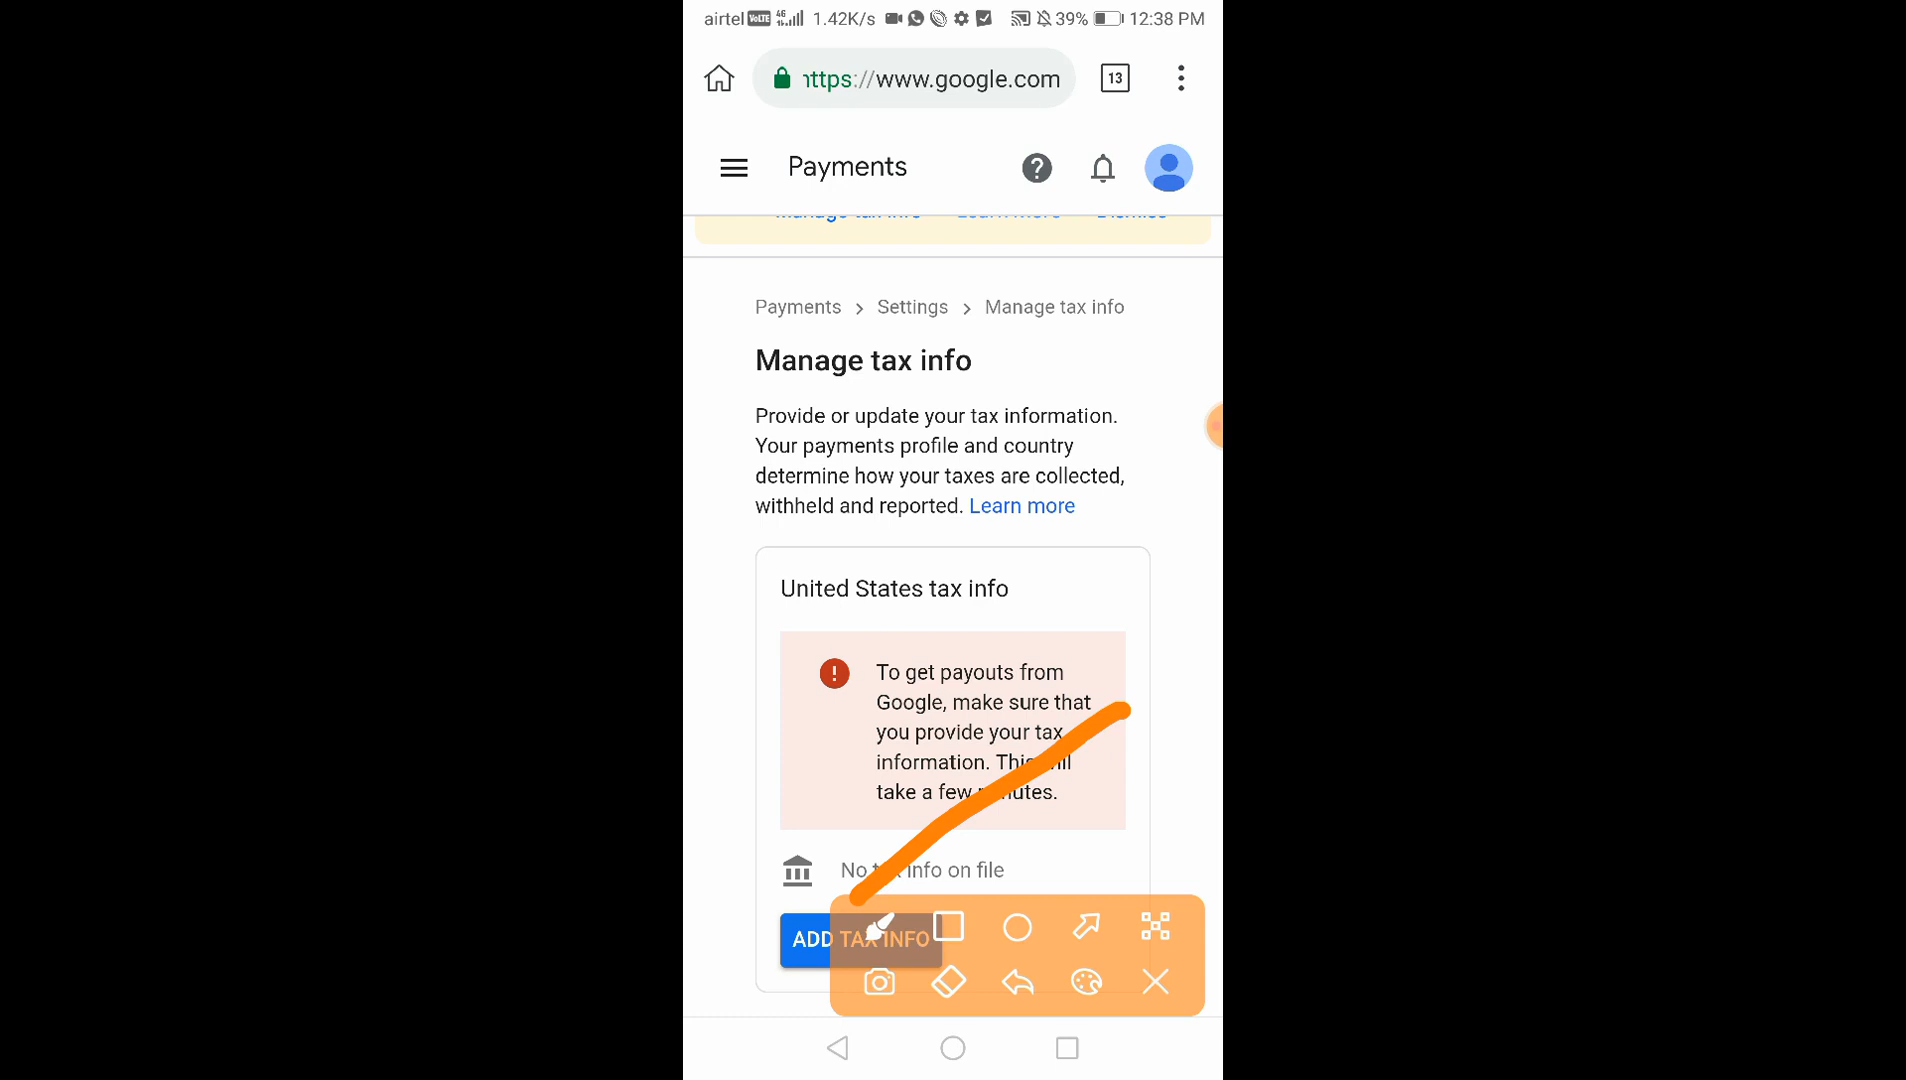 airtel VoLTE 4G 1.42K/s 39% 12:38 PM
https://www.google.com 13
Payments
Manage tax info Learn more Dismiss
Payments > Settings > Manage tax info
Manage tax info
Provide or update your tax information.
Your payments profile and country
determine how your taxes are collected,
withheld and reported. Learn more
United States tax info
To get payouts from
Google, make sure that
you provide your tax
information. This will
take a few minutes.
No tax info on file
ADD TAX INFO